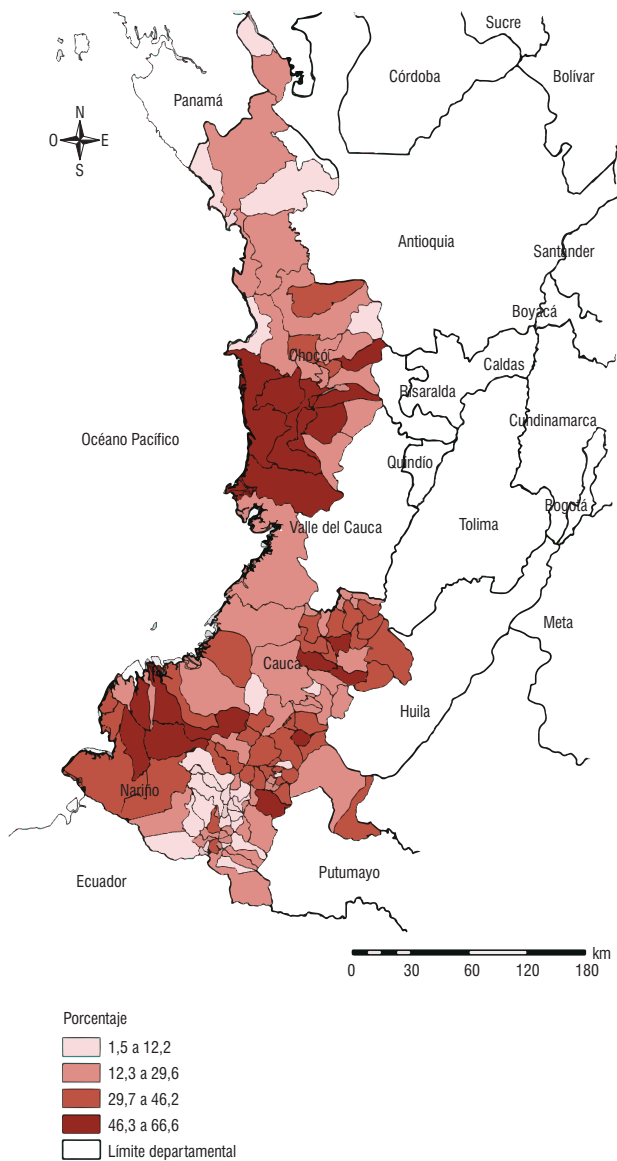 Sucre
Córdoba
Bolívar
Panamá
N
O
E
S
Antioquia
Santander
Boyacá
Chocó
Caldas
Risaralda
Cundinamarca
Océano Pacífico
Quindío
Bogotá
Valle del Cauca
Tolima
Meta
Cauca
Huila
Nariño
Ecuador
Putumayo
km
0 30 60 120 180
Porcentaje
1,5 a 12,2
12,3 a 29,6
29,7 a 46,2
46,3 a 66,6
Límite departamental